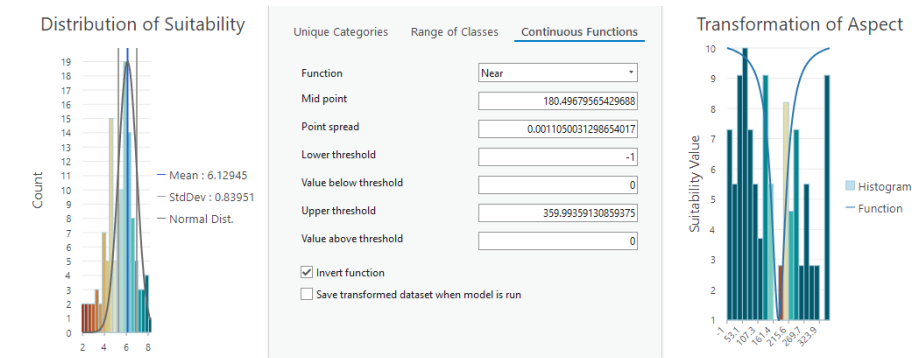 Distribution of Suitability
19
18
17
16
15
14
13
12
11
10
9
8
7
6
5
4
3
2
1
0
Count
2 4 6 8
Mean : 6.12945
StdDev : 0.83951
Normal Dist.
Unique Categories Range of Classes Continuous Functions
Function Near
Mid point 180.49679565429688
Point spread 0.0011050031298654017
Lower threshold -1
Value below threshold 0
Upper threshold 359.99359130859375
Value above threshold 0
Invert function
Save transformed dataset when model is run
Transformation of Aspect
10
9
8
7
6
5
4
3
2
1
Suitability Value
-1 53.1 107.3 161.4 215.6 269.7 323.9
Histogram
Function